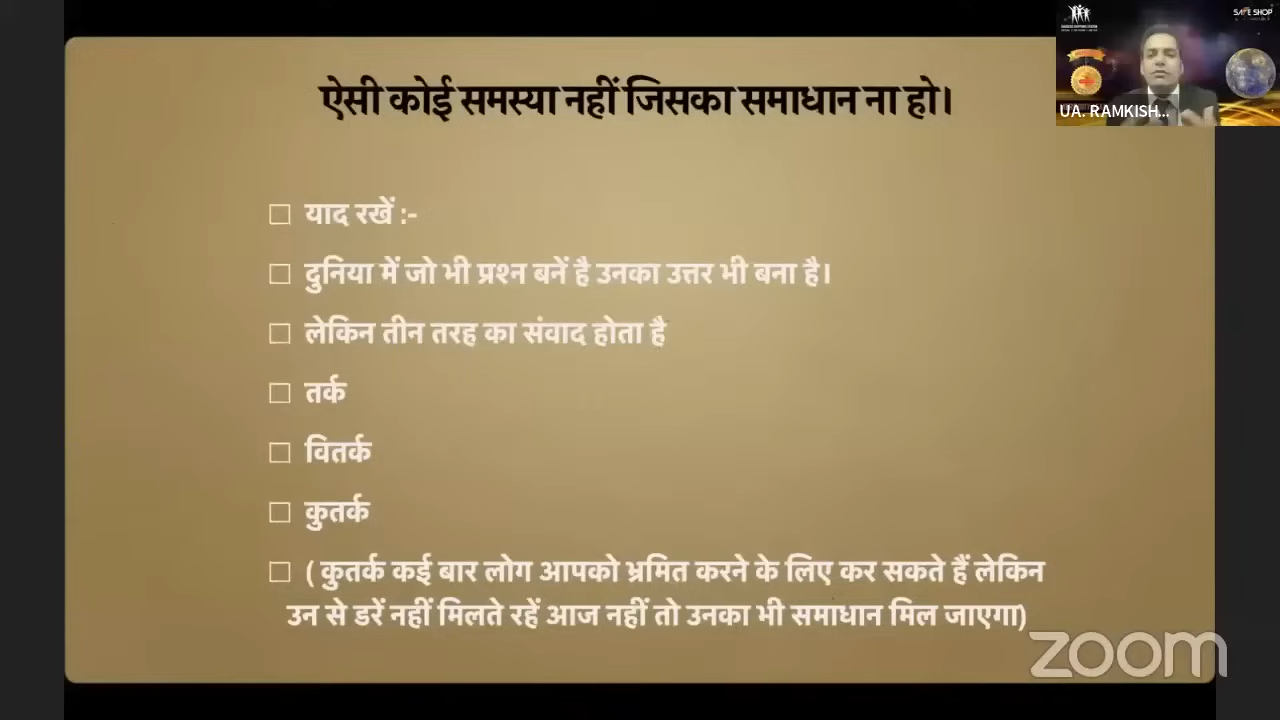 ऐसी कोई समस्या नहीं जिसका समाधान ना हो।
SAFE SHOP
UA. RAMKISH...
याद रखें :-
दुनिया में जो भी प्रश्न बनें है उनका उत्तर भी बना है।
लेकिन तीन तरह का संवाद होता है
तर्क
वितर्क
कुतर्क
( कुतर्क कई बार लोग आपको भ्रमित करने के लिए कर सकते हैं लेकिन
उन से डरें नहीं मिलते रहें आज नहीं तो उनका भी समाधान मिल जाएगा)
zoom